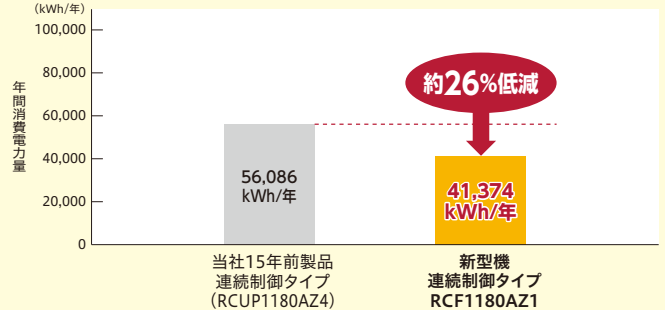 (kWh/年)
100,000
80,000
60,000
40,000
20,000
0
年間消費電力量
約26%低減
56,086
kWh/年
41,374
kWh/年
当社15年前製品
連続制御タイプ
(RCUP1180AZ4)
新型機
連続制御タイプ
RCF1180AZ1